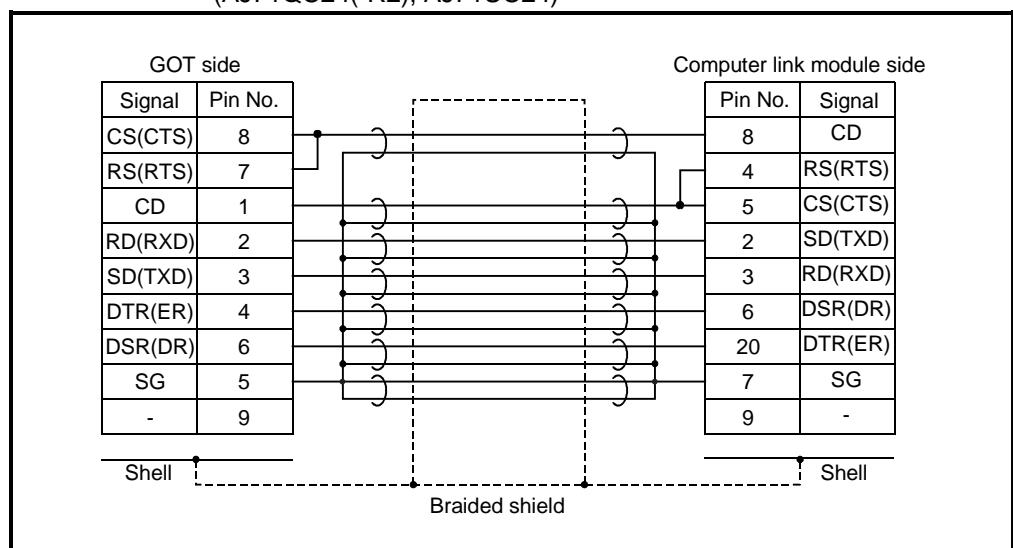 GOT side Computer link module side
Signal Pin No. Pin No. Signal
CS(CTS) 8 8 CD
RS(RTS) 7 4 RS(RTS)
CD 1 5 CS(CTS)
RD(RXD) 2 2 SD(TXD)
SD(TXD) 3 3 RD(RXD)
DTR(ER) 4 6 DSR(DR)
DSR(DR) 6 20 DTR(ER)
SG 5 7 SG
- 9 9 -
Shell Shell
Braided shield